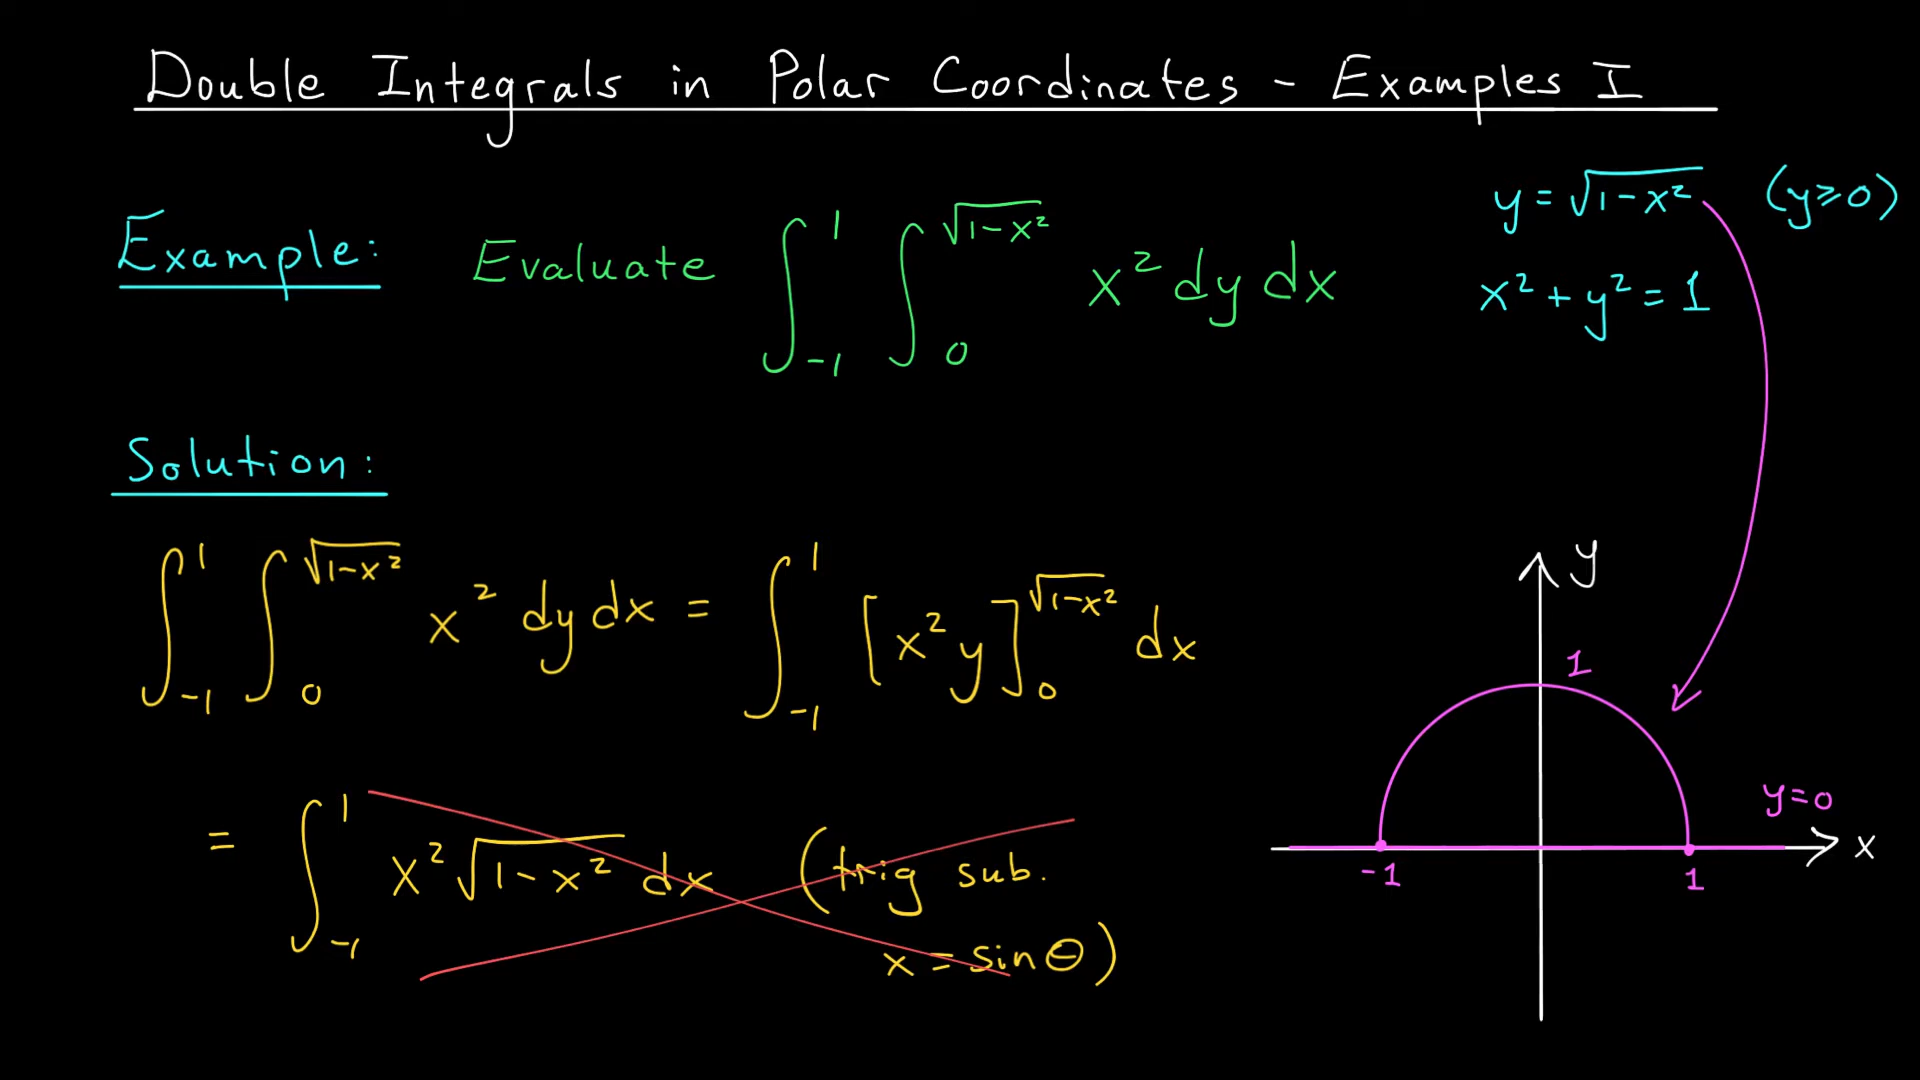 Double Integrals in Polar Coordinates - Examples I
Example: Evaluate ∫_{-1}^{1} ∫_{0}^{√(1-x²)} x² dy dx
y = √(1-x²) (y≥0)
x² + y² = 1
Solution:
∫_{-1}^{1} ∫_{0}^{√(1-x²)} x² dy dx = ∫_{-1}^{1} [x² y]_{0}^{√(1-x²)} dx
= ∫_{-1}^{1} x² √(1-x²) dx (trig sub.
x = sin θ)
y
1
y=0
x
-1
1